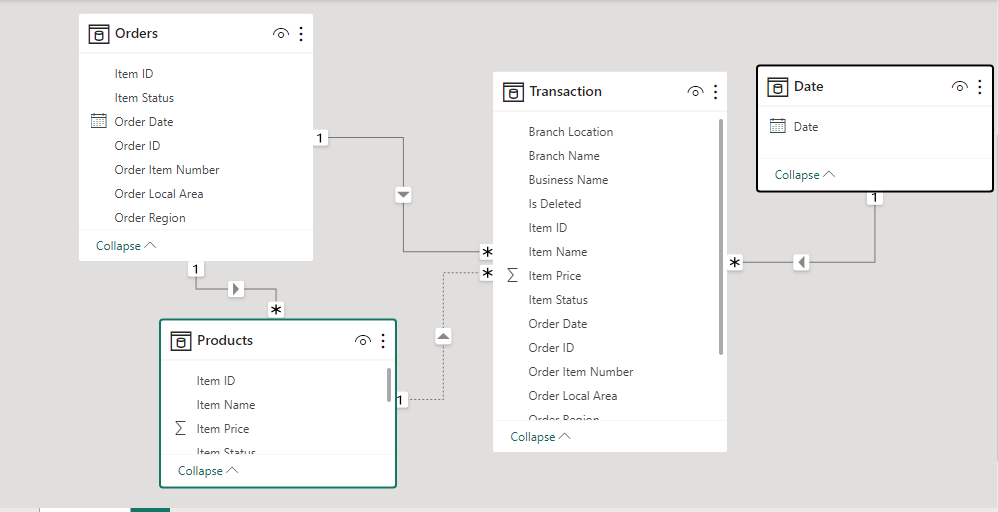 Orders
Item ID
Item Status
Order Date
Order ID
Order Item Number
Order Local Area
Order Region
Collapse
1
1
*
Products
Item ID
Item Name
Item Price
Item Status
Collapse
1
*
*
Transaction
Branch Location
Branch Name
Business Name
Is Deleted
Item ID
Item Name
Item Price
Item Status
Order Date
Order ID
Order Item Number
Order Local Area
Order Region
Collapse
*
1
Date
Date
Collapse